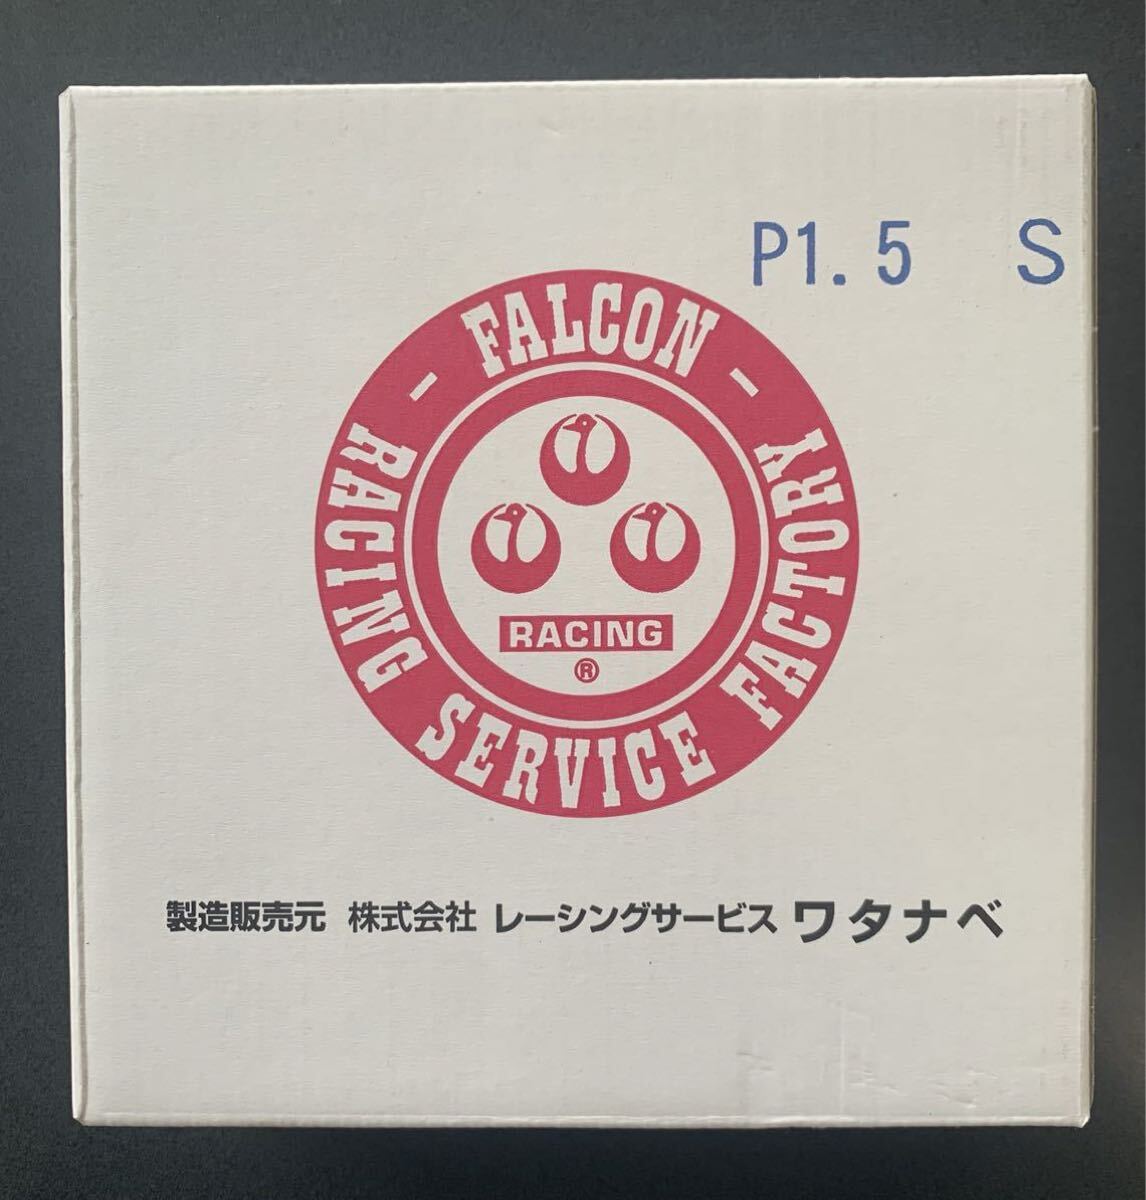 P1.5 S
- FALCON -
RACING SERVICE FACTORY
RACING
®
製造販売元 株式会社 レーシングサービス ワタナベ